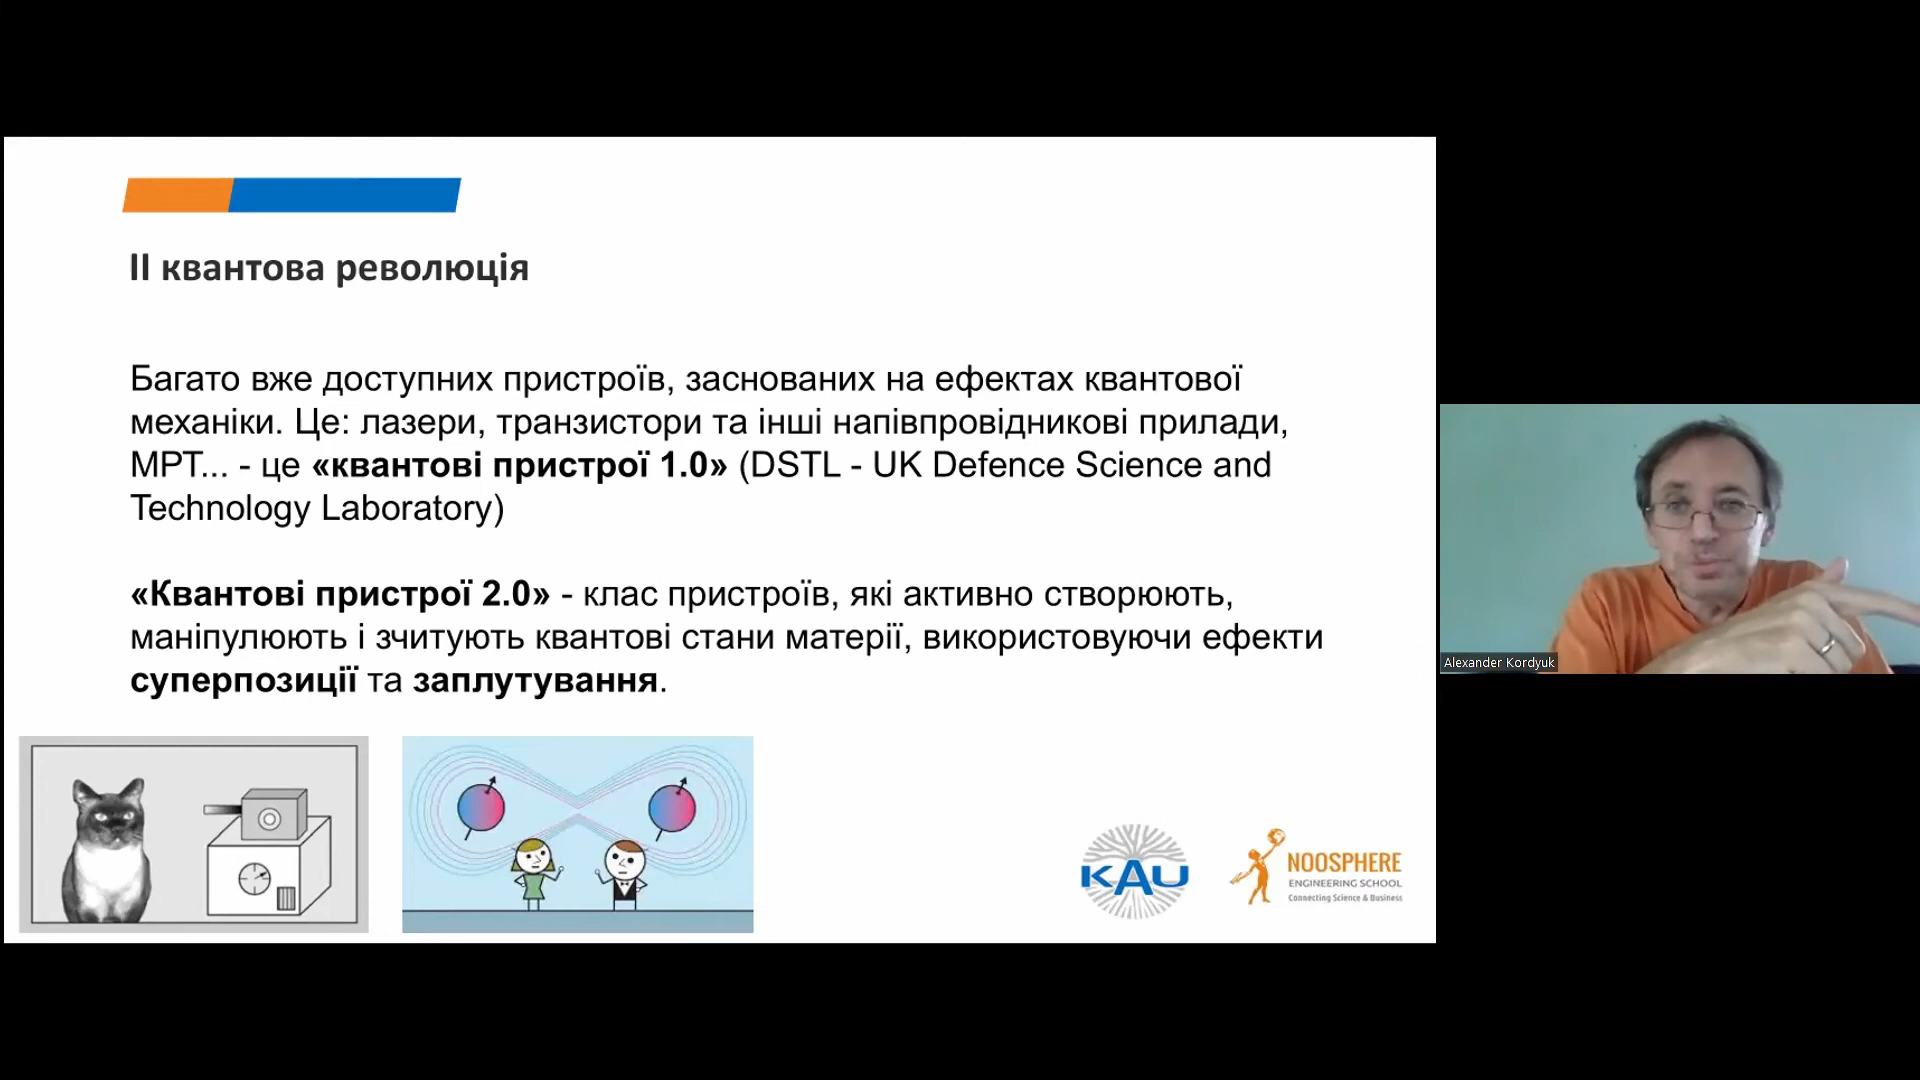 ІІ квантова революція
Багато вже доступних пристроїв, заснованих на ефектах квантової
механіки. Це: лазери, транзистори та інші напівпровідникові прилади,
МРТ... - це «квантові пристрої 1.0» (DSTL - UK Defence Science and
Technology Laboratory)
«Квантові пристрої 2.0» - клас пристроїв, які активно створюють,
маніпулюють і зчитують квантові стани матерії, використовуючи ефекти
суперпозиції та заплутування.
KAU
NOOSPHERE
ENGINEERING SCHOOL
Connecting Science & Business
Alexander Kordyuk